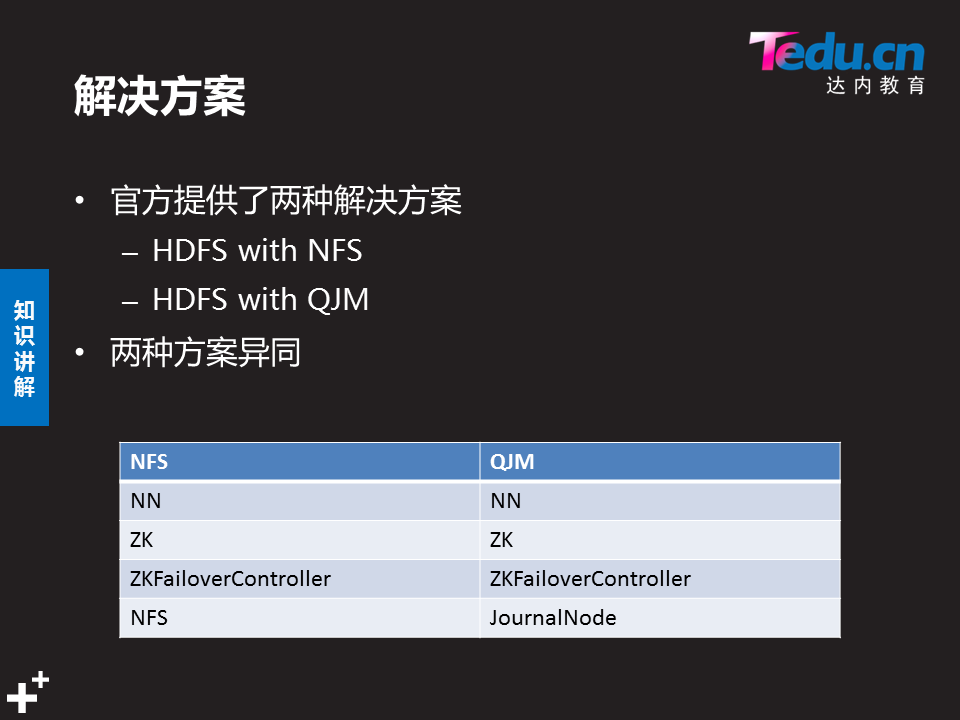 Tedu.cn
达内教育
解决方案
• 官方提供了两种解决方案
– HDFS with NFS
– HDFS with QJM
• 两种方案异同
知识讲解
NFS QJM
NN NN
ZK ZK
ZKFailoverController ZKFailoverController
NFS JournalNode